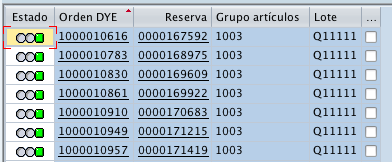 Estado Orden DYE Reserva Grupo artículos Lote ...
1000010616 0000167592 1003 Q11111
1000010783 0000168975 1003 Q11111
1000010830 0000169609 1003 Q11111
1000010861 0000169922 1003 Q11111
1000010910 0000170683 1003 Q11111
1000010949 0000171215 1003 Q11111
1000010957 0000171419 1003 Q11111